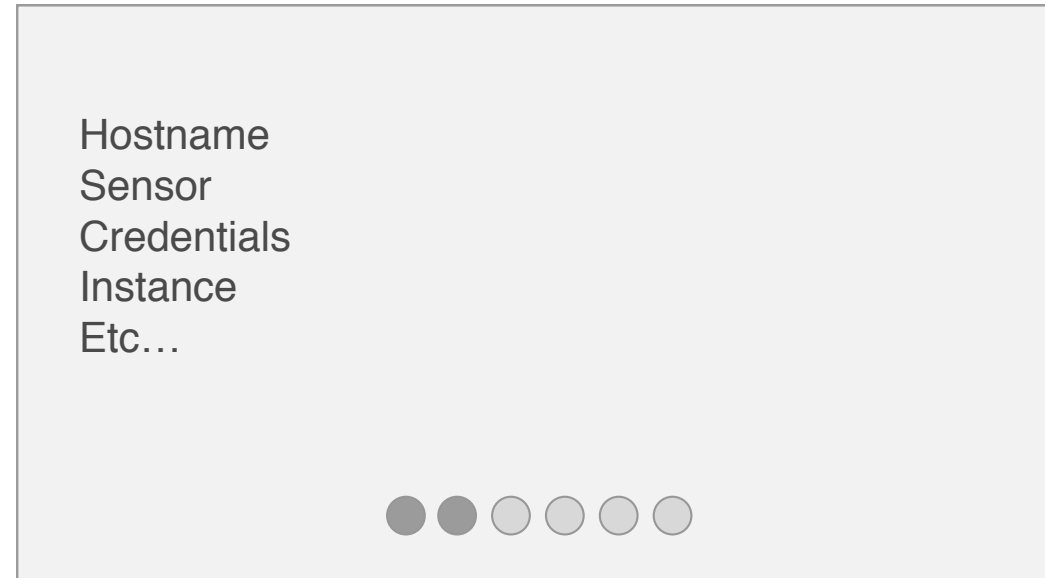 Hostname
Sensor
Credentials
Instance
Etc…